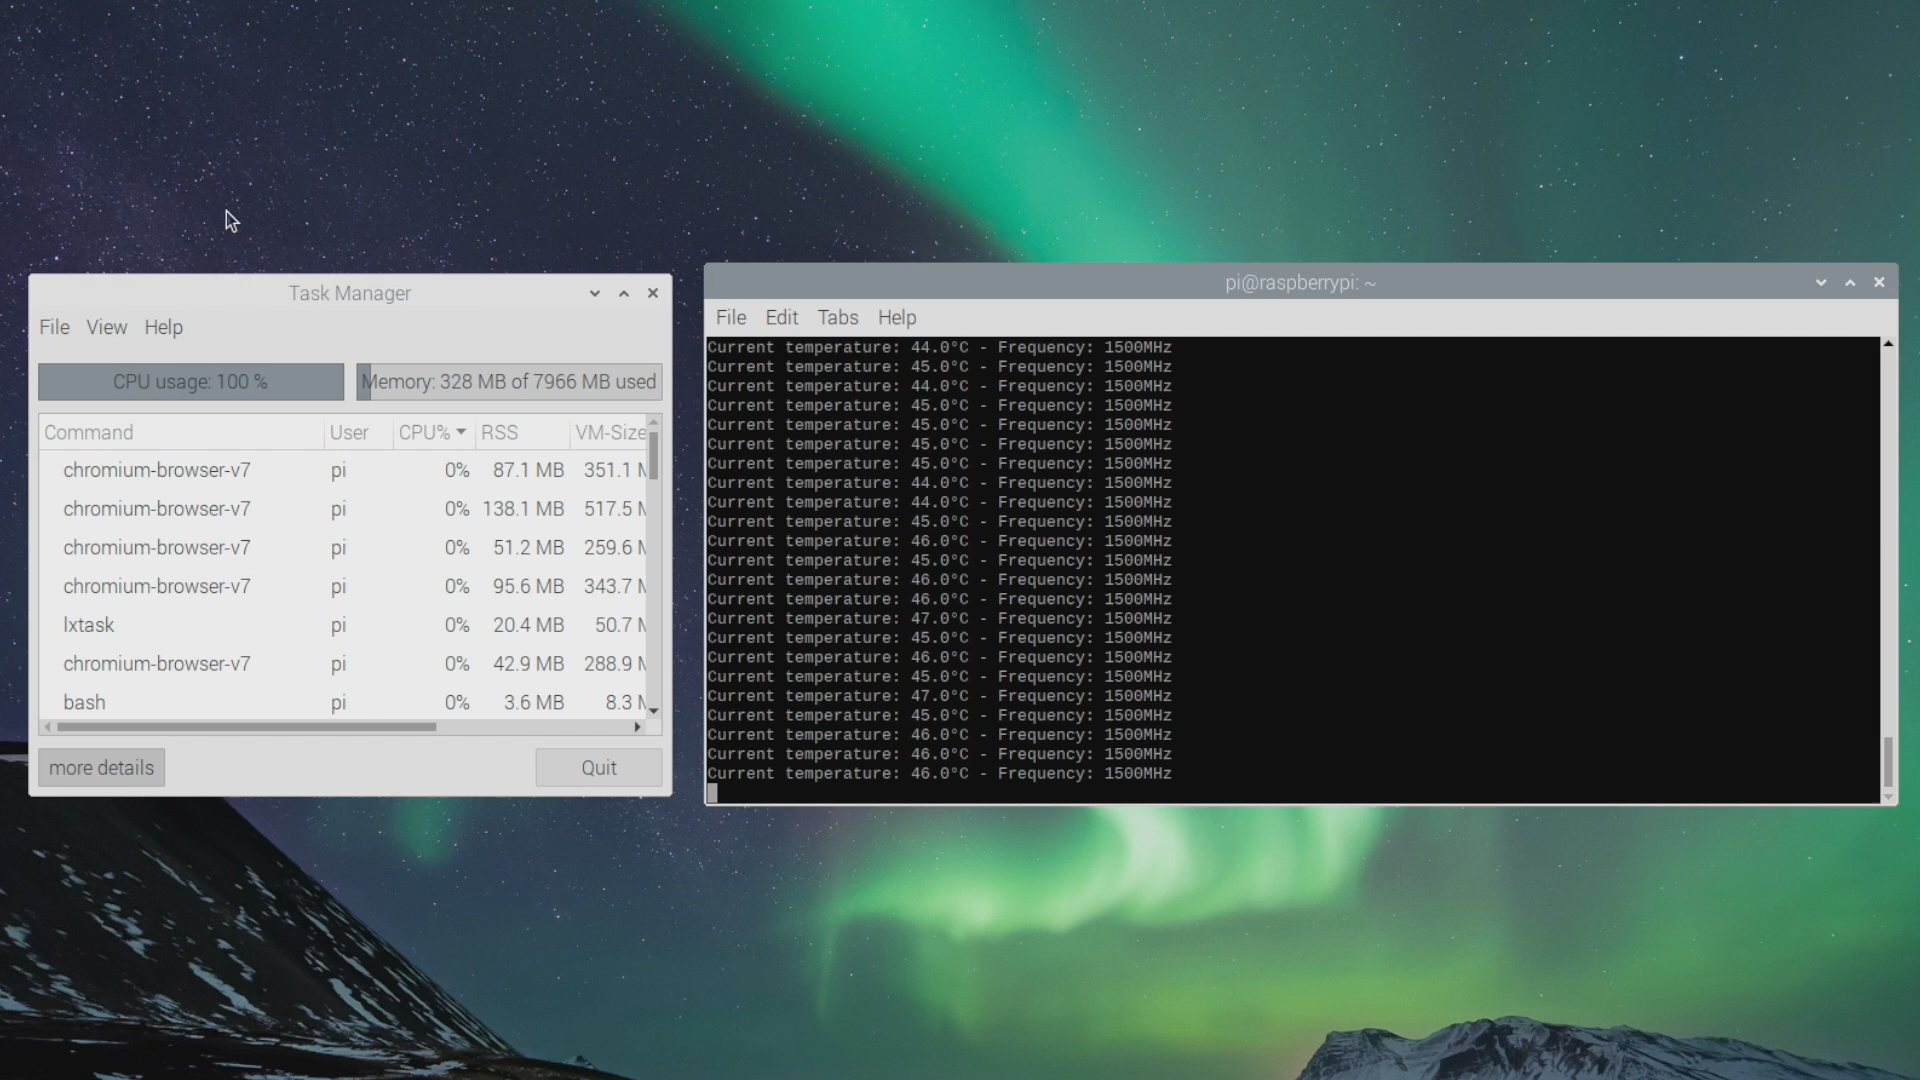 Task Manager
File View Help
CPU usage: 100 %
Memory: 328 MB of 7966 MB used
Command User CPU% RSS VM-Size
chromium-browser-v7 pi 0% 87.1 MB 351.1 M
chromium-browser-v7 pi 0% 138.1 MB 517.5 M
chromium-browser-v7 pi 0% 51.2 MB 259.6 M
chromium-browser-v7 pi 0% 95.6 MB 343.7 M
lxtask pi 0% 20.4 MB 50.7 M
chromium-browser-v7 pi 0% 42.9 MB 288.9 M
bash pi 0% 3.6 MB 8.3 M
more details
Quit
pi@raspberrypi: ~
File Edit Tabs Help
Current temperature: 44.0°C - Frequency: 1500MHz
Current temperature: 45.0°C - Frequency: 1500MHz
Current temperature: 44.0°C - Frequency: 1500MHz
Current temperature: 45.0°C - Frequency: 1500MHz
Current temperature: 45.0°C - Frequency: 1500MHz
Current temperature: 45.0°C - Frequency: 1500MHz
Current temperature: 45.0°C - Frequency: 1500MHz
Current temperature: 44.0°C - Frequency: 1500MHz
Current temperature: 44.0°C - Frequency: 1500MHz
Current temperature: 45.0°C - Frequency: 1500MHz
Current temperature: 46.0°C - Frequency: 1500MHz
Current temperature: 45.0°C - Frequency: 1500MHz
Current temperature: 46.0°C - Frequency: 1500MHz
Current temperature: 46.0°C - Frequency: 1500MHz
Current temperature: 47.0°C - Frequency: 1500MHz
Current temperature: 45.0°C - Frequency: 1500MHz
Current temperature: 46.0°C - Frequency: 1500MHz
Current temperature: 45.0°C - Frequency: 1500MHz
Current temperature: 47.0°C - Frequency: 1500MHz
Current temperature: 45.0°C - Frequency: 1500MHz
Current temperature: 46.0°C - Frequency: 1500MHz
Current temperature: 46.0°C - Frequency: 1500MHz
Current temperature: 46.0°C - Frequency: 1500MHz